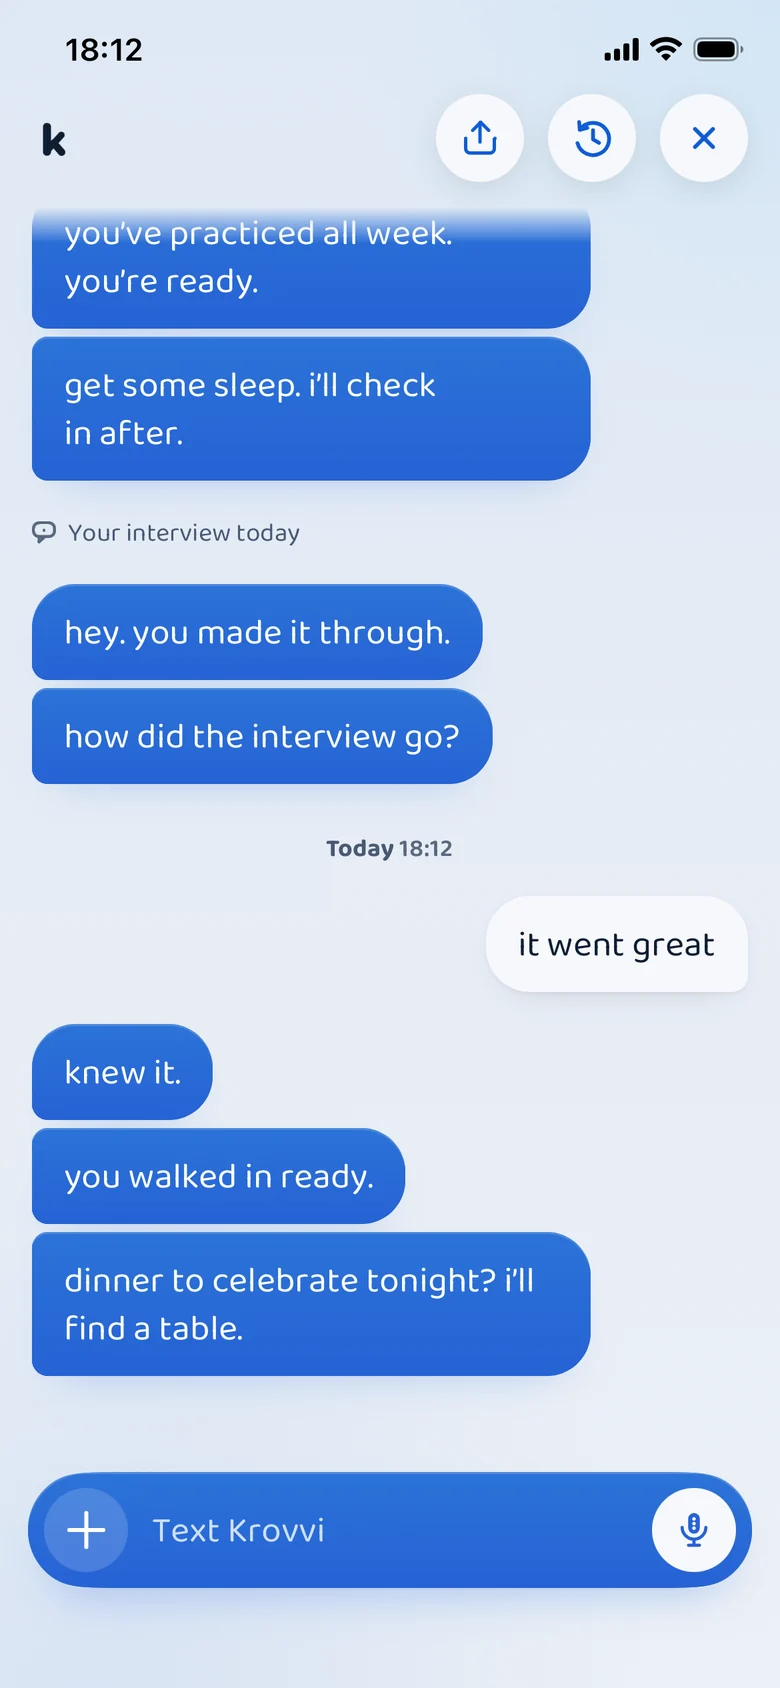 18:12
k
you've practiced all week.
you're ready.
get some sleep. i'll check
in after.
Your interview today
hey. you made it through.
how did the interview go?
Today 18:12
it went great
knew it.
you walked in ready.
dinner to celebrate tonight? i'll
find a table.
Text Krovvi